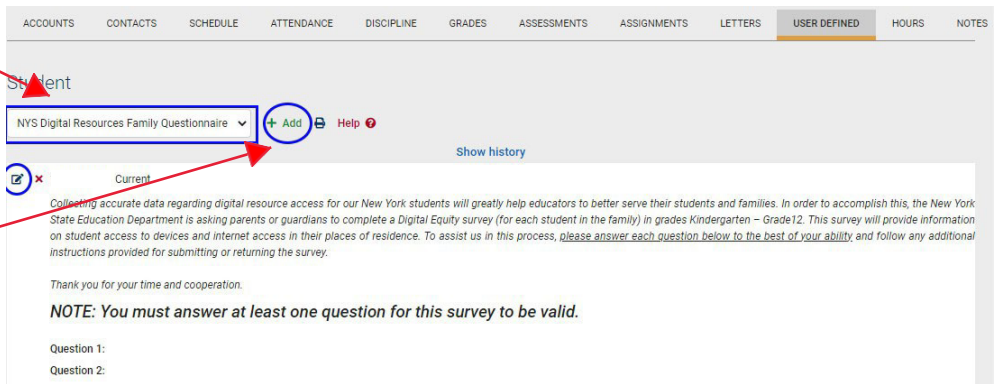 ACCOUNTS CONTACTS SCHEDULE ATTENDANCE DISCIPLINE GRADES ASSESSMENTS ASSIGNMENTS LETTERS USER DEFINED HOURS NOTES
Student
NYS Digital Resources Family Questionnaire + Add Help ?
Show history
Current
Collecting accurate data regarding digital resource access for our New York students will greatly help educators to better serve their students and families. In order to accomplish this, the New York
State Education Department is asking parents or guardians to complete a Digital Equity survey (for each student in the family) in grades Kindergarten – Grade12. This survey will provide information
on student access to devices and internet access in their places of residence. To assist us in this process, please answer each question below to the best of your ability and follow any additional
instructions provided for submitting or returning the survey.
Thank you for your time and cooperation.
NOTE: You must answer at least one question for this survey to be valid.
Question 1:
Question 2: